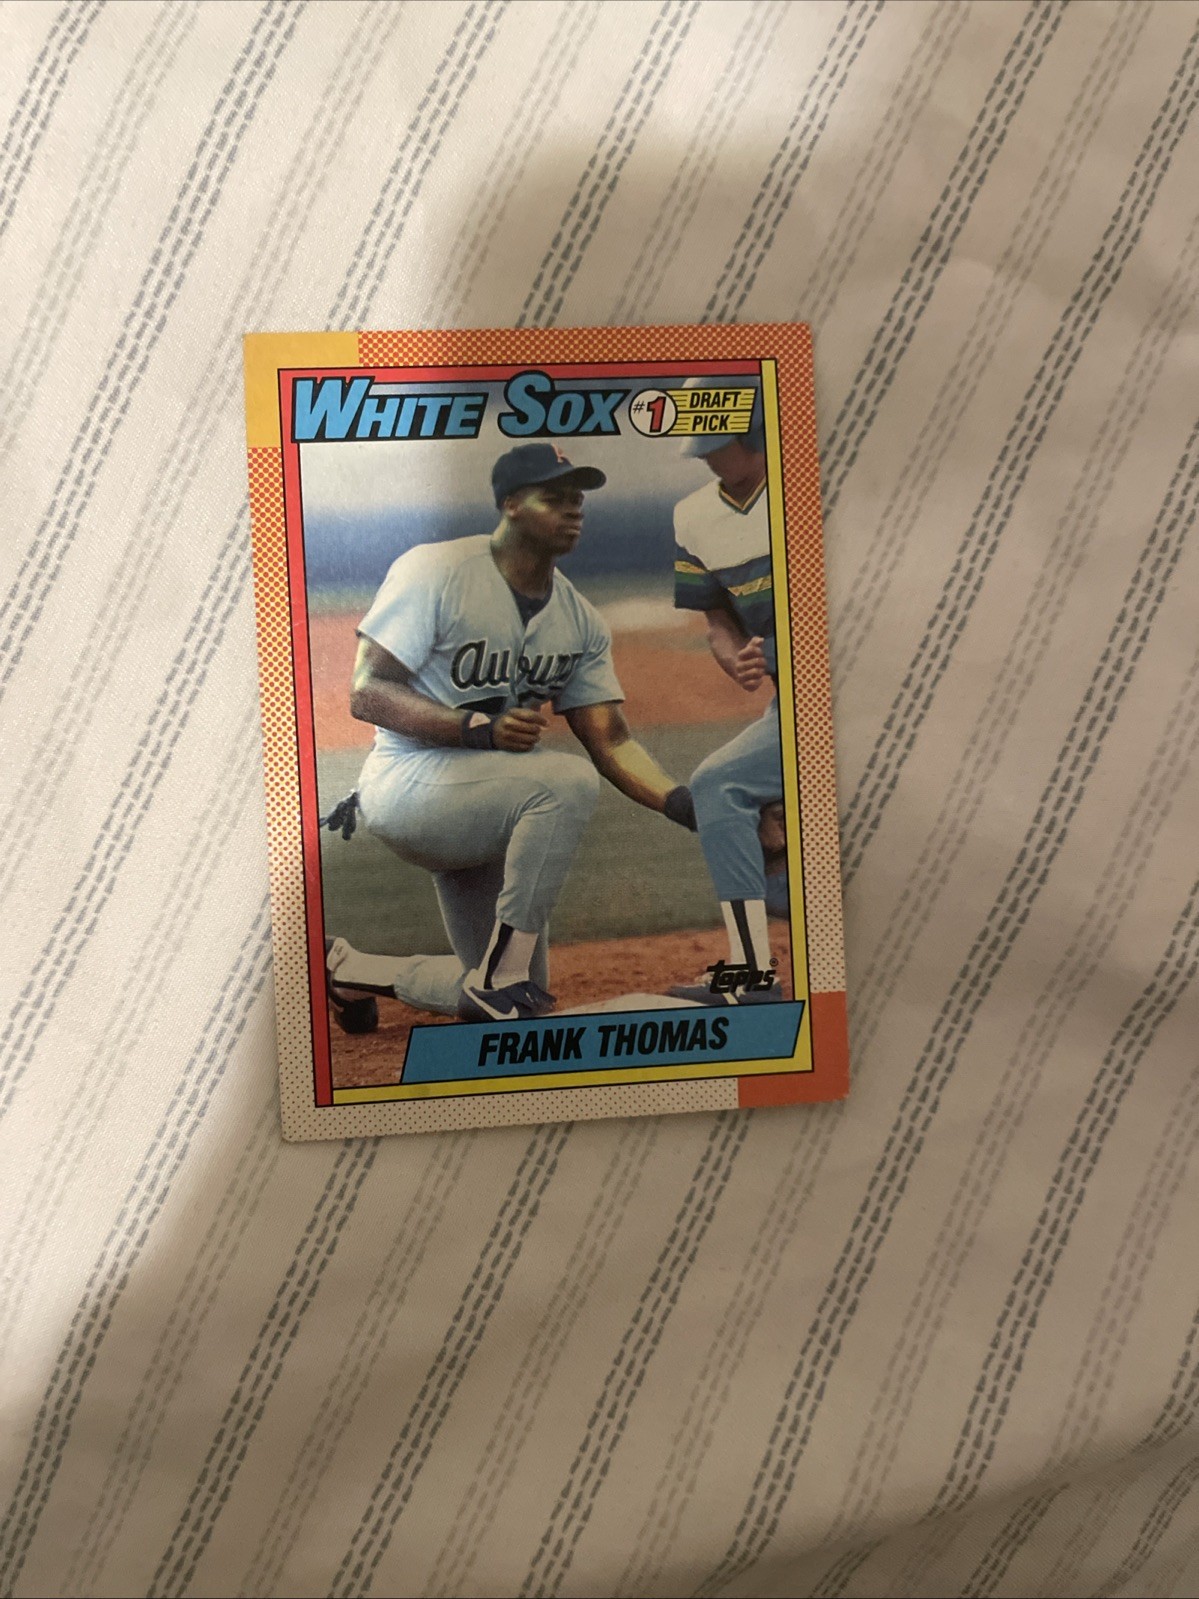 WHITE SOX #1 DRAFT
PICK
Auburn
topps®
FRANK THOMAS